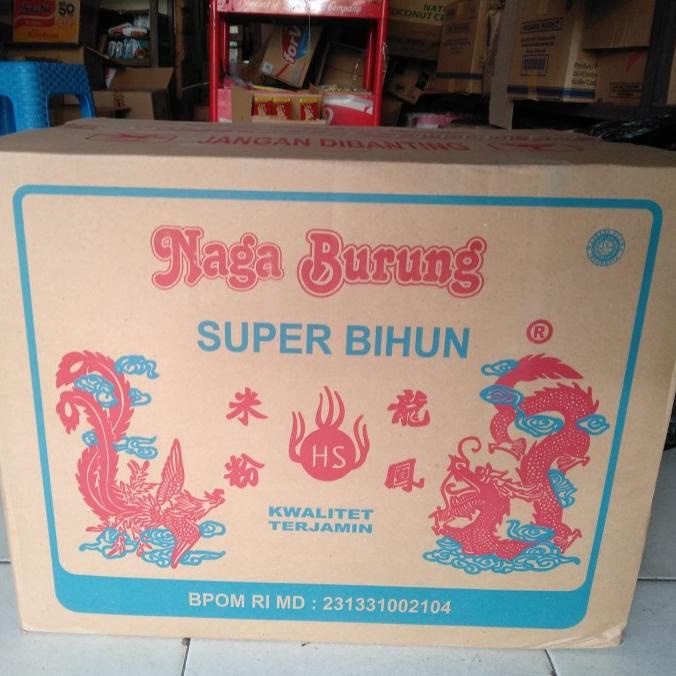 JANGAN DIBANTING
Naga Burung
SUPER BIHUN
®
米 龍
粉 鳳
HS
KWALITET
TERJAMIN
BPOM RI MD : 231331002104